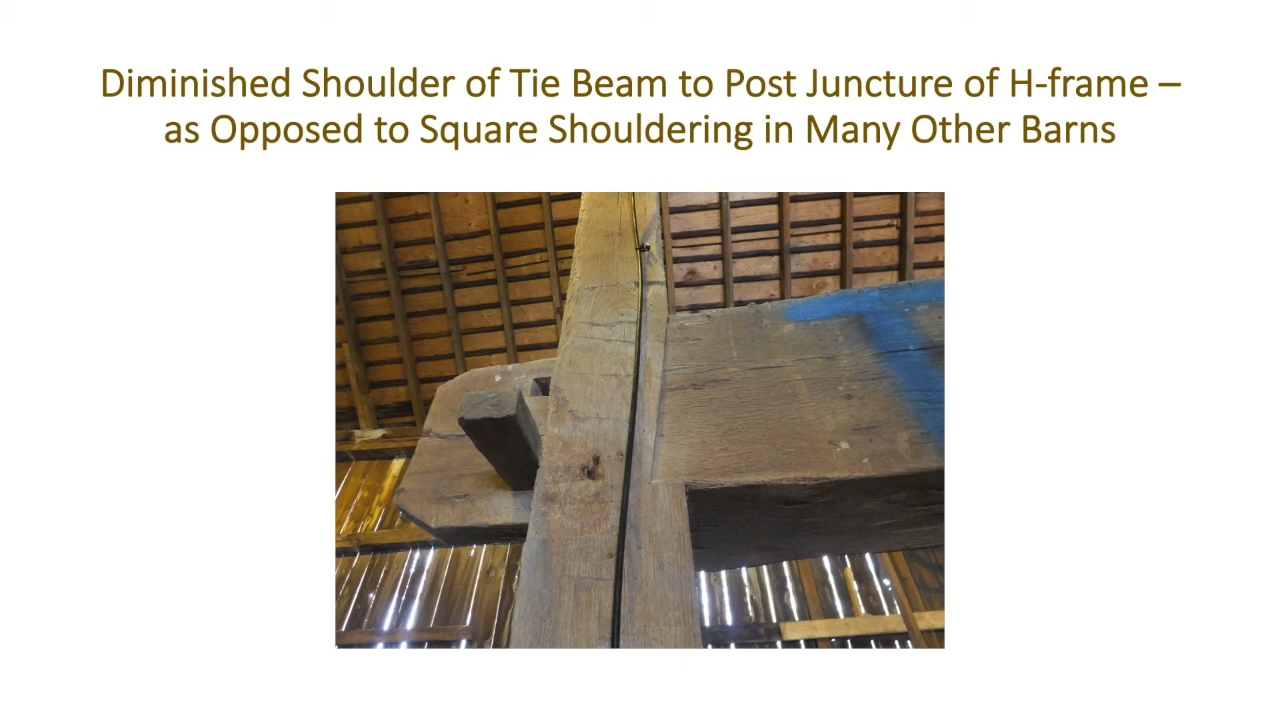 Diminished Shoulder of Tie Beam to Post Juncture of H-frame –
as Opposed to Square Shouldering in Many Other Barns